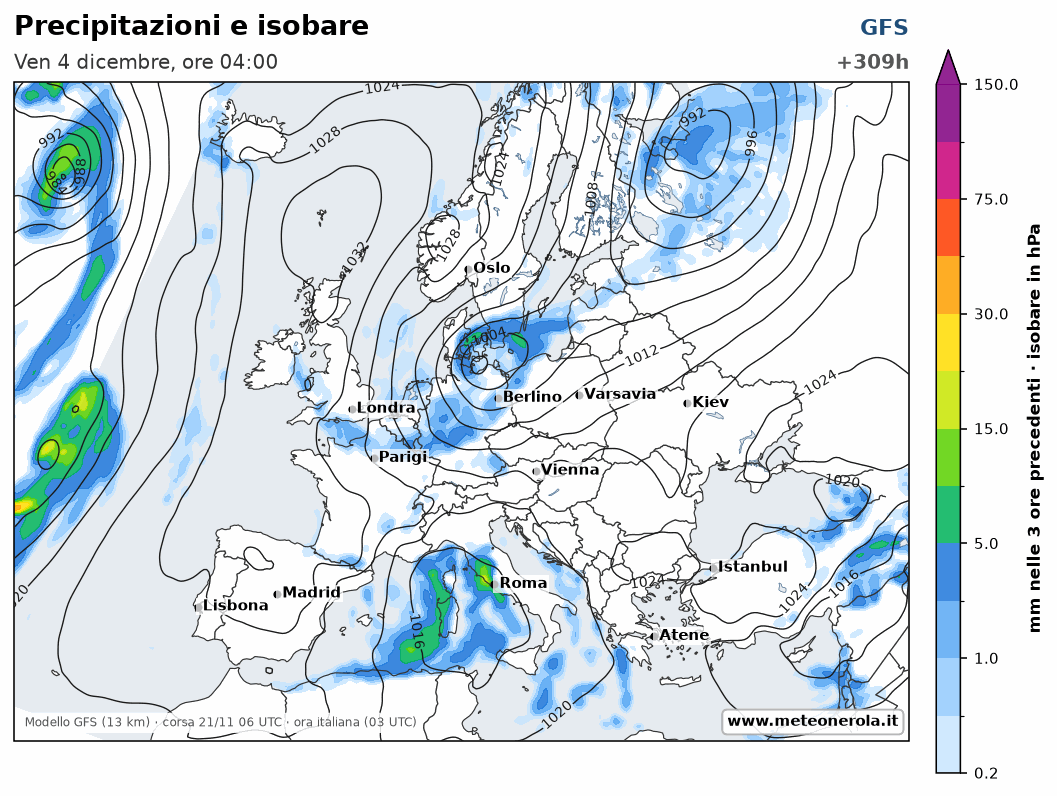 Precipitazioni e isobare
GFS
Ven 4 dicembre, ore 04:00
+309h
1024
1028
992
988
984
992
996
1024
1008
1028
1032
Oslo
1004
1012
1024
Berlino
Varsavia
Kiev
Londra
Parigi
Vienna
1020
Istanbul
Roma
Madrid
Lisbona
1024
1024
1016
1016
Atene
1020
1020
Modello GFS (13 km) · corsa 21/11 06 UTC · ora italiana (03 UTC)
www.meteonerola.it
150.0
75.0
30.0
15.0
5.0
1.0
0.2
mm nelle 3 ore precedenti · isobare in hPa